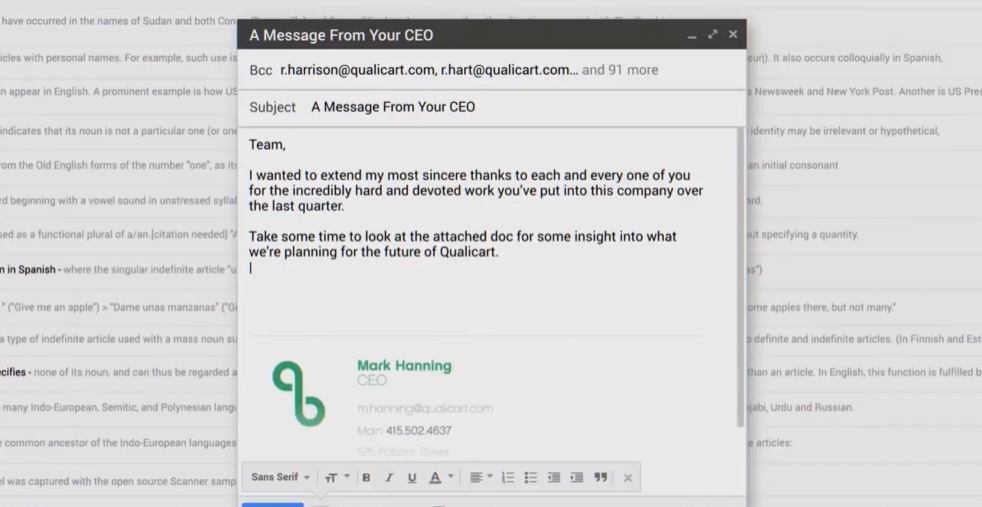 have occurred in the names of Sudan and both Con
A Message From Your CEO
icles with personal names. For example, such use is
. It also occurs colloquially in Spanish,
Bcc r.harrison@qualicart.com, r.hart@qualicart.com... and 91 more
n appear in English. A prominent example is how US
s Newsweek and New York Post. Another is US Pres
Subject A Message From Your CEO
indicates that its noun is not a particular one (or one
identity may be irrelevant or hypothetical,
Team,
rom the Old English forms of the number "one", as its
an initial consonant
I wanted to extend my most sincere thanks to each and every one of you
for the incredibly hard and devoted work you've put into this company over
the last quarter.
rd beginning with a vowel sound in unstressed syllal
ord.
sed as a functional plural of a/an.[citation needed] "A
ut specifying a quantity.
Take some time to look at the attached doc for some insight into what
we're planning for the future of Qualicart.
n in Spanish - where the singular indefinite article "u
as")
" ("Give me an apple") > "Dame unas manzanas" ("Gi
ome apples there, but not many."
a type of indefinite article used with a mass noun su
definite and indefinite articles. (In Finnish and Est
Mark Hanning
CEO
cifies - none of its noun, and can thus be regarded a
than an article. In English, this function is fulfilled b
many Indo-European, Semitic, and Polynesian langu
jabi, Urdu and Russian.
m.hanning@qualicart.com
Main 415.502.4637
525 Folsom Street
common ancestor of the Indo-European languages
e articles:
Sans Serif
B I U A
el was captured with the open source Scanner samp